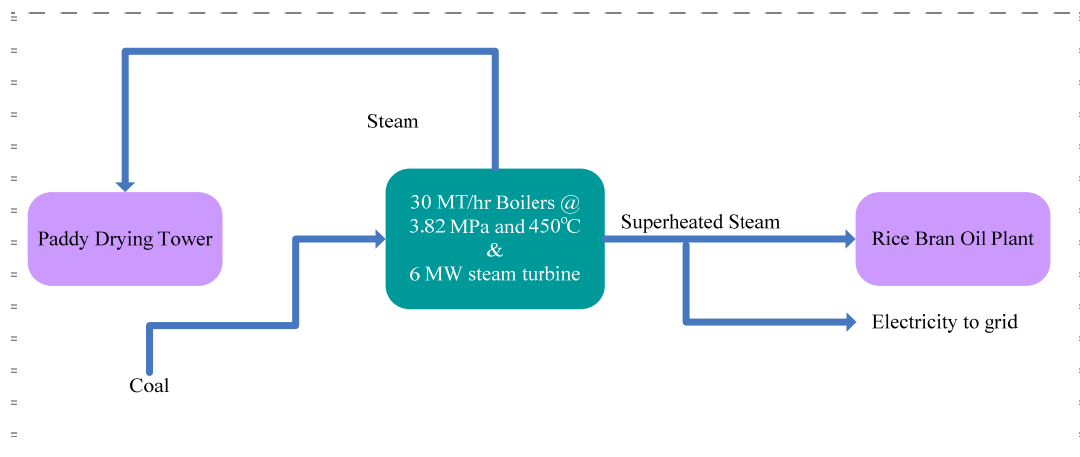 Steam
30 MT/hr Boilers @
3.82 MPa and 450°C
&
6 MW steam turbine
Paddy Drying Tower
Superheated Steam
Rice Bran Oil Plant
Electricity to grid
Coal